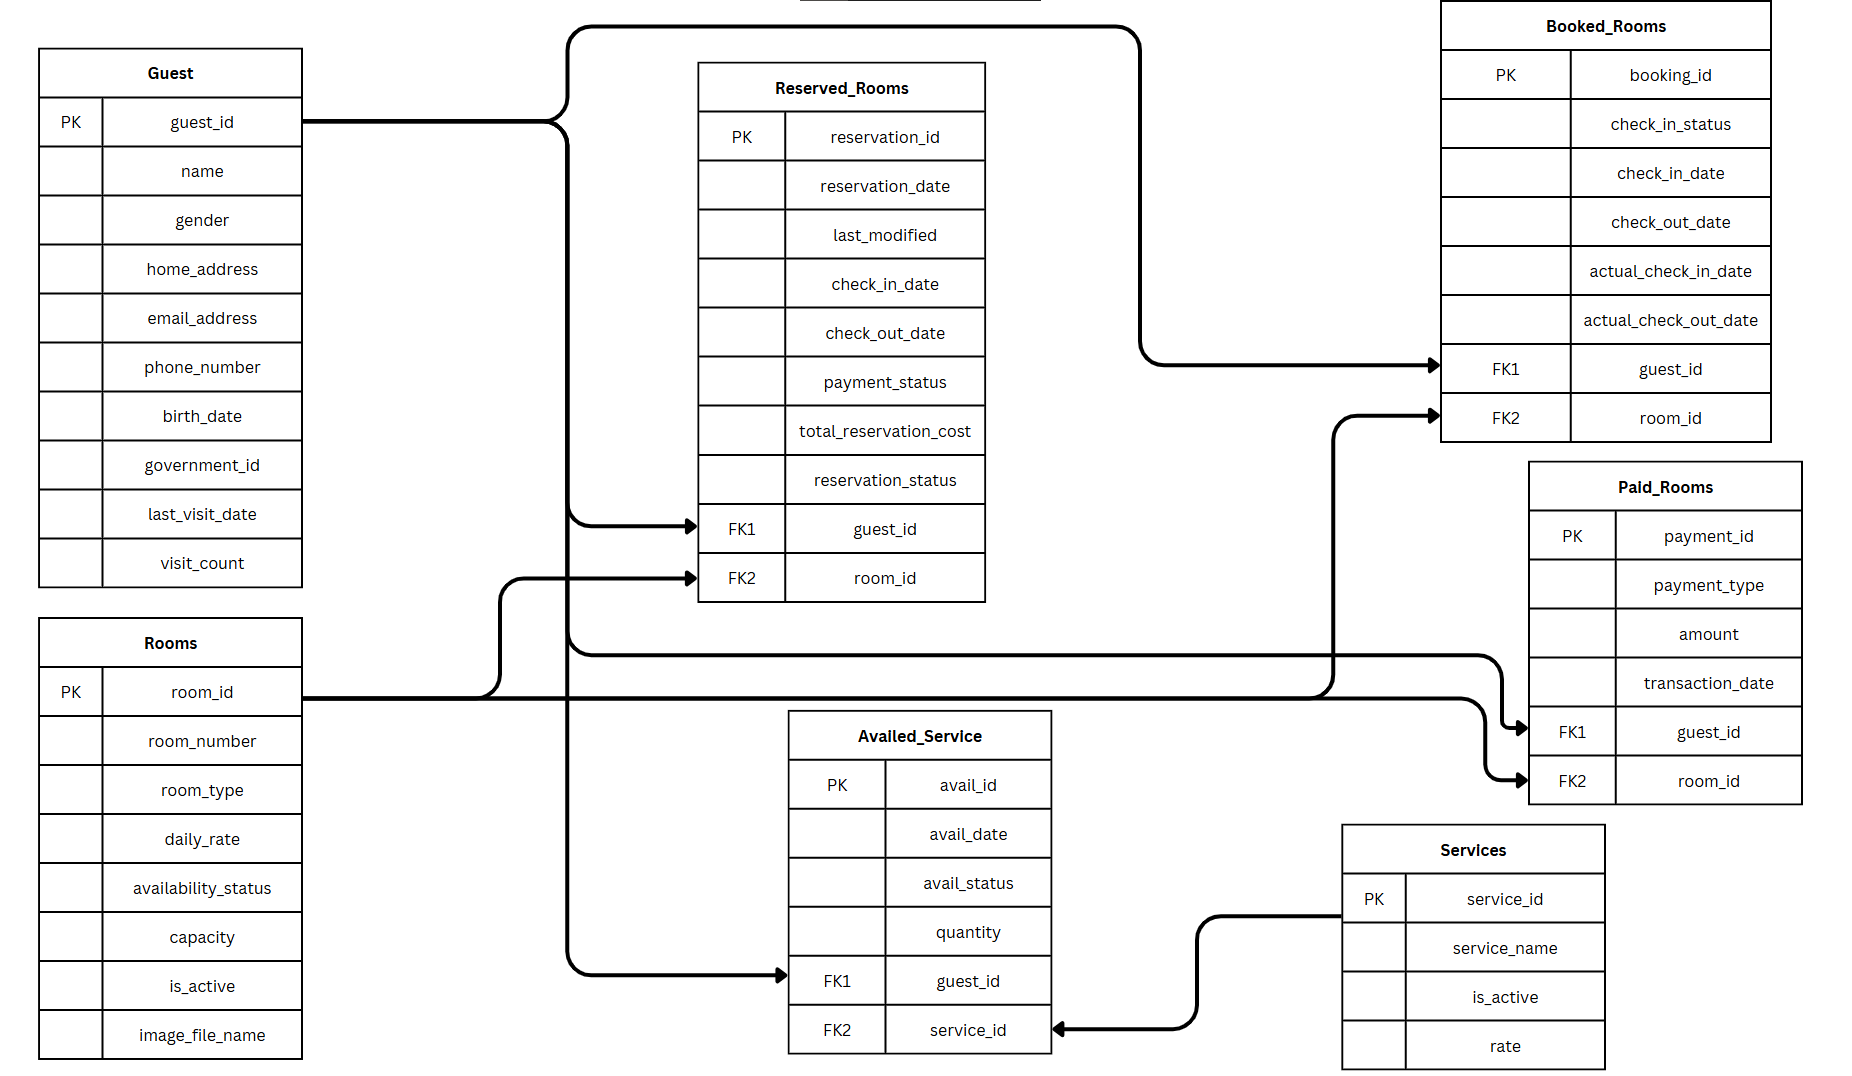 Guest
PK guest_id
name
gender
home_address
email_address
phone_number
birth_date
government_id
last_visit_date
visit_count
Rooms
PK room_id
room_number
room_type
daily_rate
availability_status
capacity
is_active
image_file_name
Reserved_Rooms
PK reservation_id
reservation_date
last_modified
check_in_date
check_out_date
payment_status
total_reservation_cost
reservation_status
FK1 guest_id
FK2 room_id
Availed_Service
PK avail_id
avail_date
avail_status
quantity
FK1 guest_id
FK2 service_id
Booked_Rooms
PK booking_id
check_in_status
check_in_date
check_out_date
actual_check_in_date
actual_check_out_date
FK1 guest_id
FK2 room_id
Paid_Rooms
PK payment_id
payment_type
amount
transaction_date
FK1 guest_id
FK2 room_id
Services
PK service_id
service_name
is_active
rate